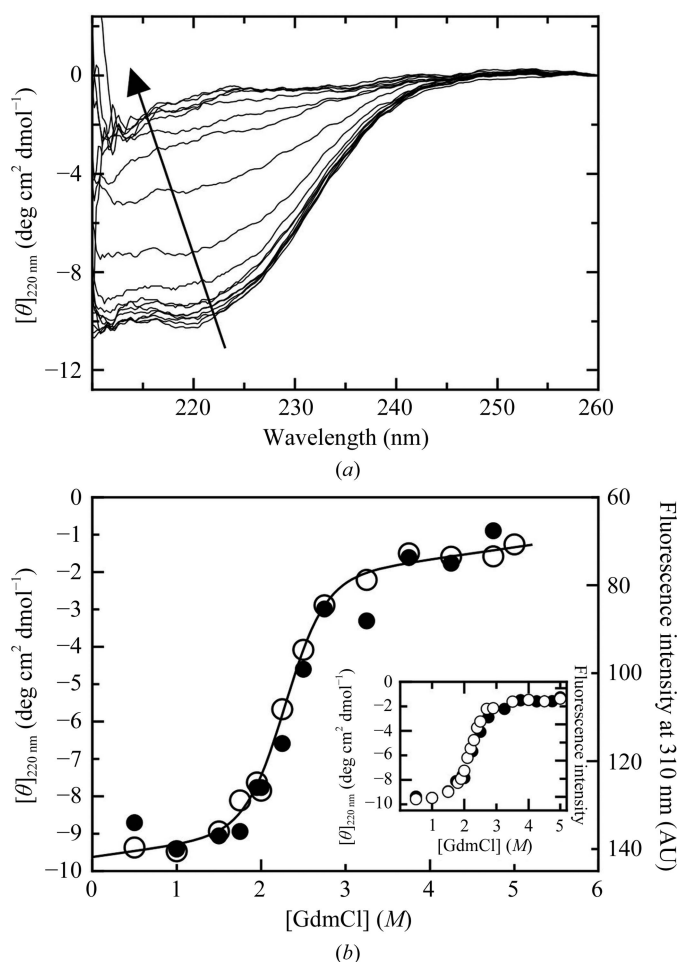 0
−4
−8
−12
[θ]220 nm (deg cm² dmol⁻¹)
220 230 240 250 260
Wavelength (nm)
(a)
0
−1
−2
−3
−4
−5
−6
−7
−8
−9
−10
[θ]220 nm (deg cm² dmol⁻¹)
60
80
100
120
140
Fluorescence intensity at 310 nm (AU)
−2
−4
−6
−8
−10
[θ]220 nm (deg cm² dmol⁻¹)
Fluorescence intensity
1 2 3 4 5
[GdmCl] (M)
0 1 2 3 4 5 6
[GdmCl] (M)
(b)